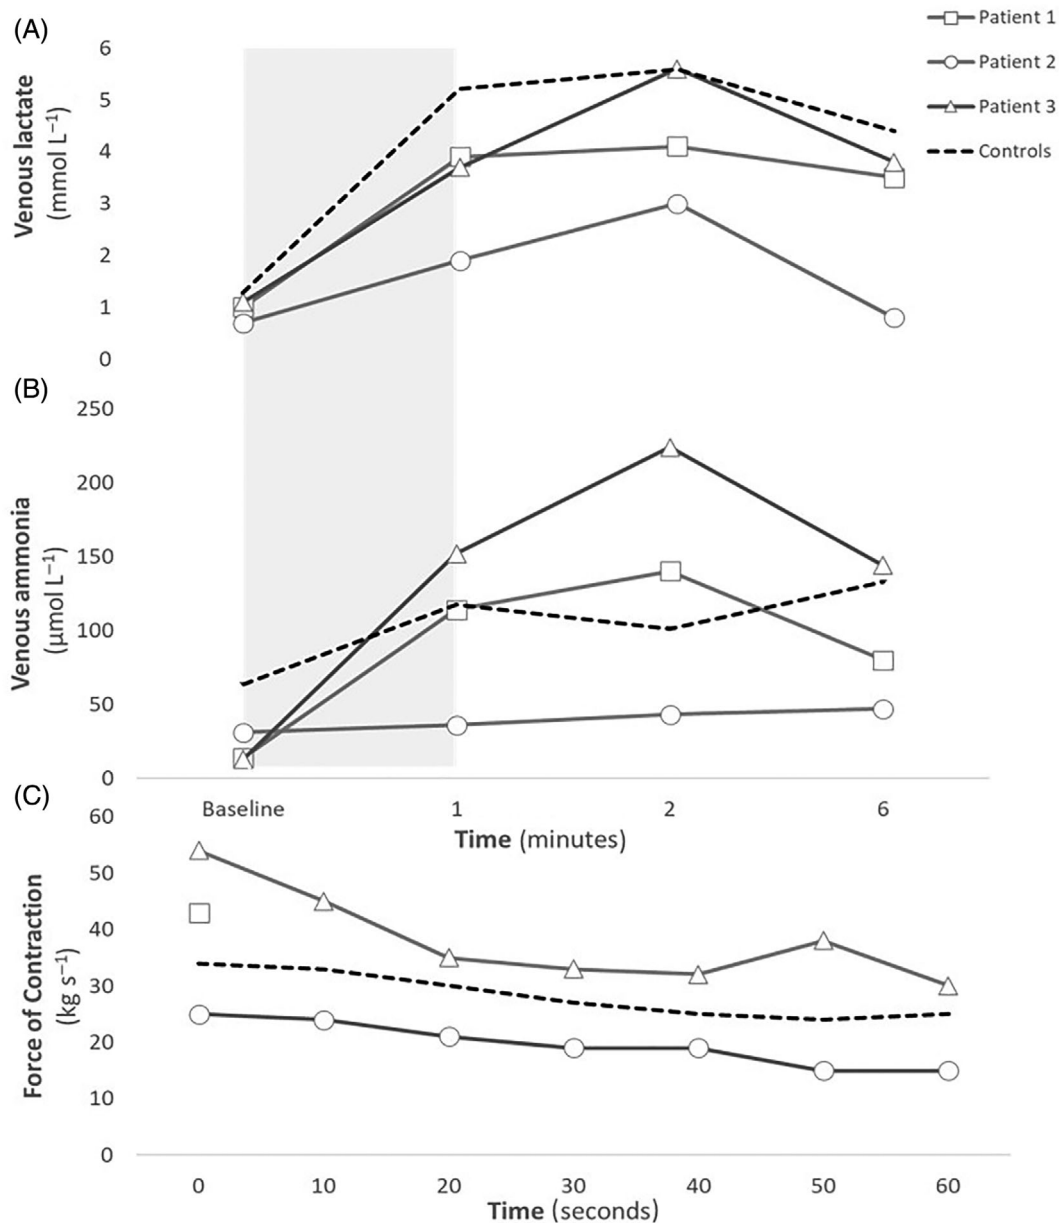 (A)
Patient 1
Patient 2
Patient 3
Controls
Venous lactate
(mmol L⁻¹)
6
5
4
3
2
1
0
(B)
Venous ammonia
(µmol L⁻¹)
250
200
150
100
50
0
Baseline 1 2 6
Time (minutes)
(C)
Force of Contraction
(kg s⁻¹)
60
50
40
30
20
10
0
0 10 20 30 40 50 60
Time (seconds)